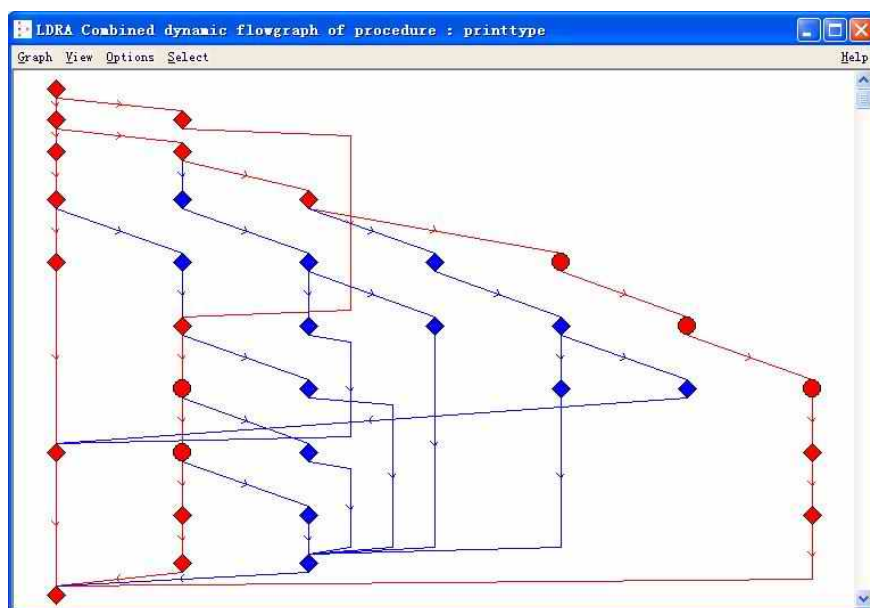 LDRA Combined dynamic flowgraph of procedure : printtype
Graph View Options Select Help